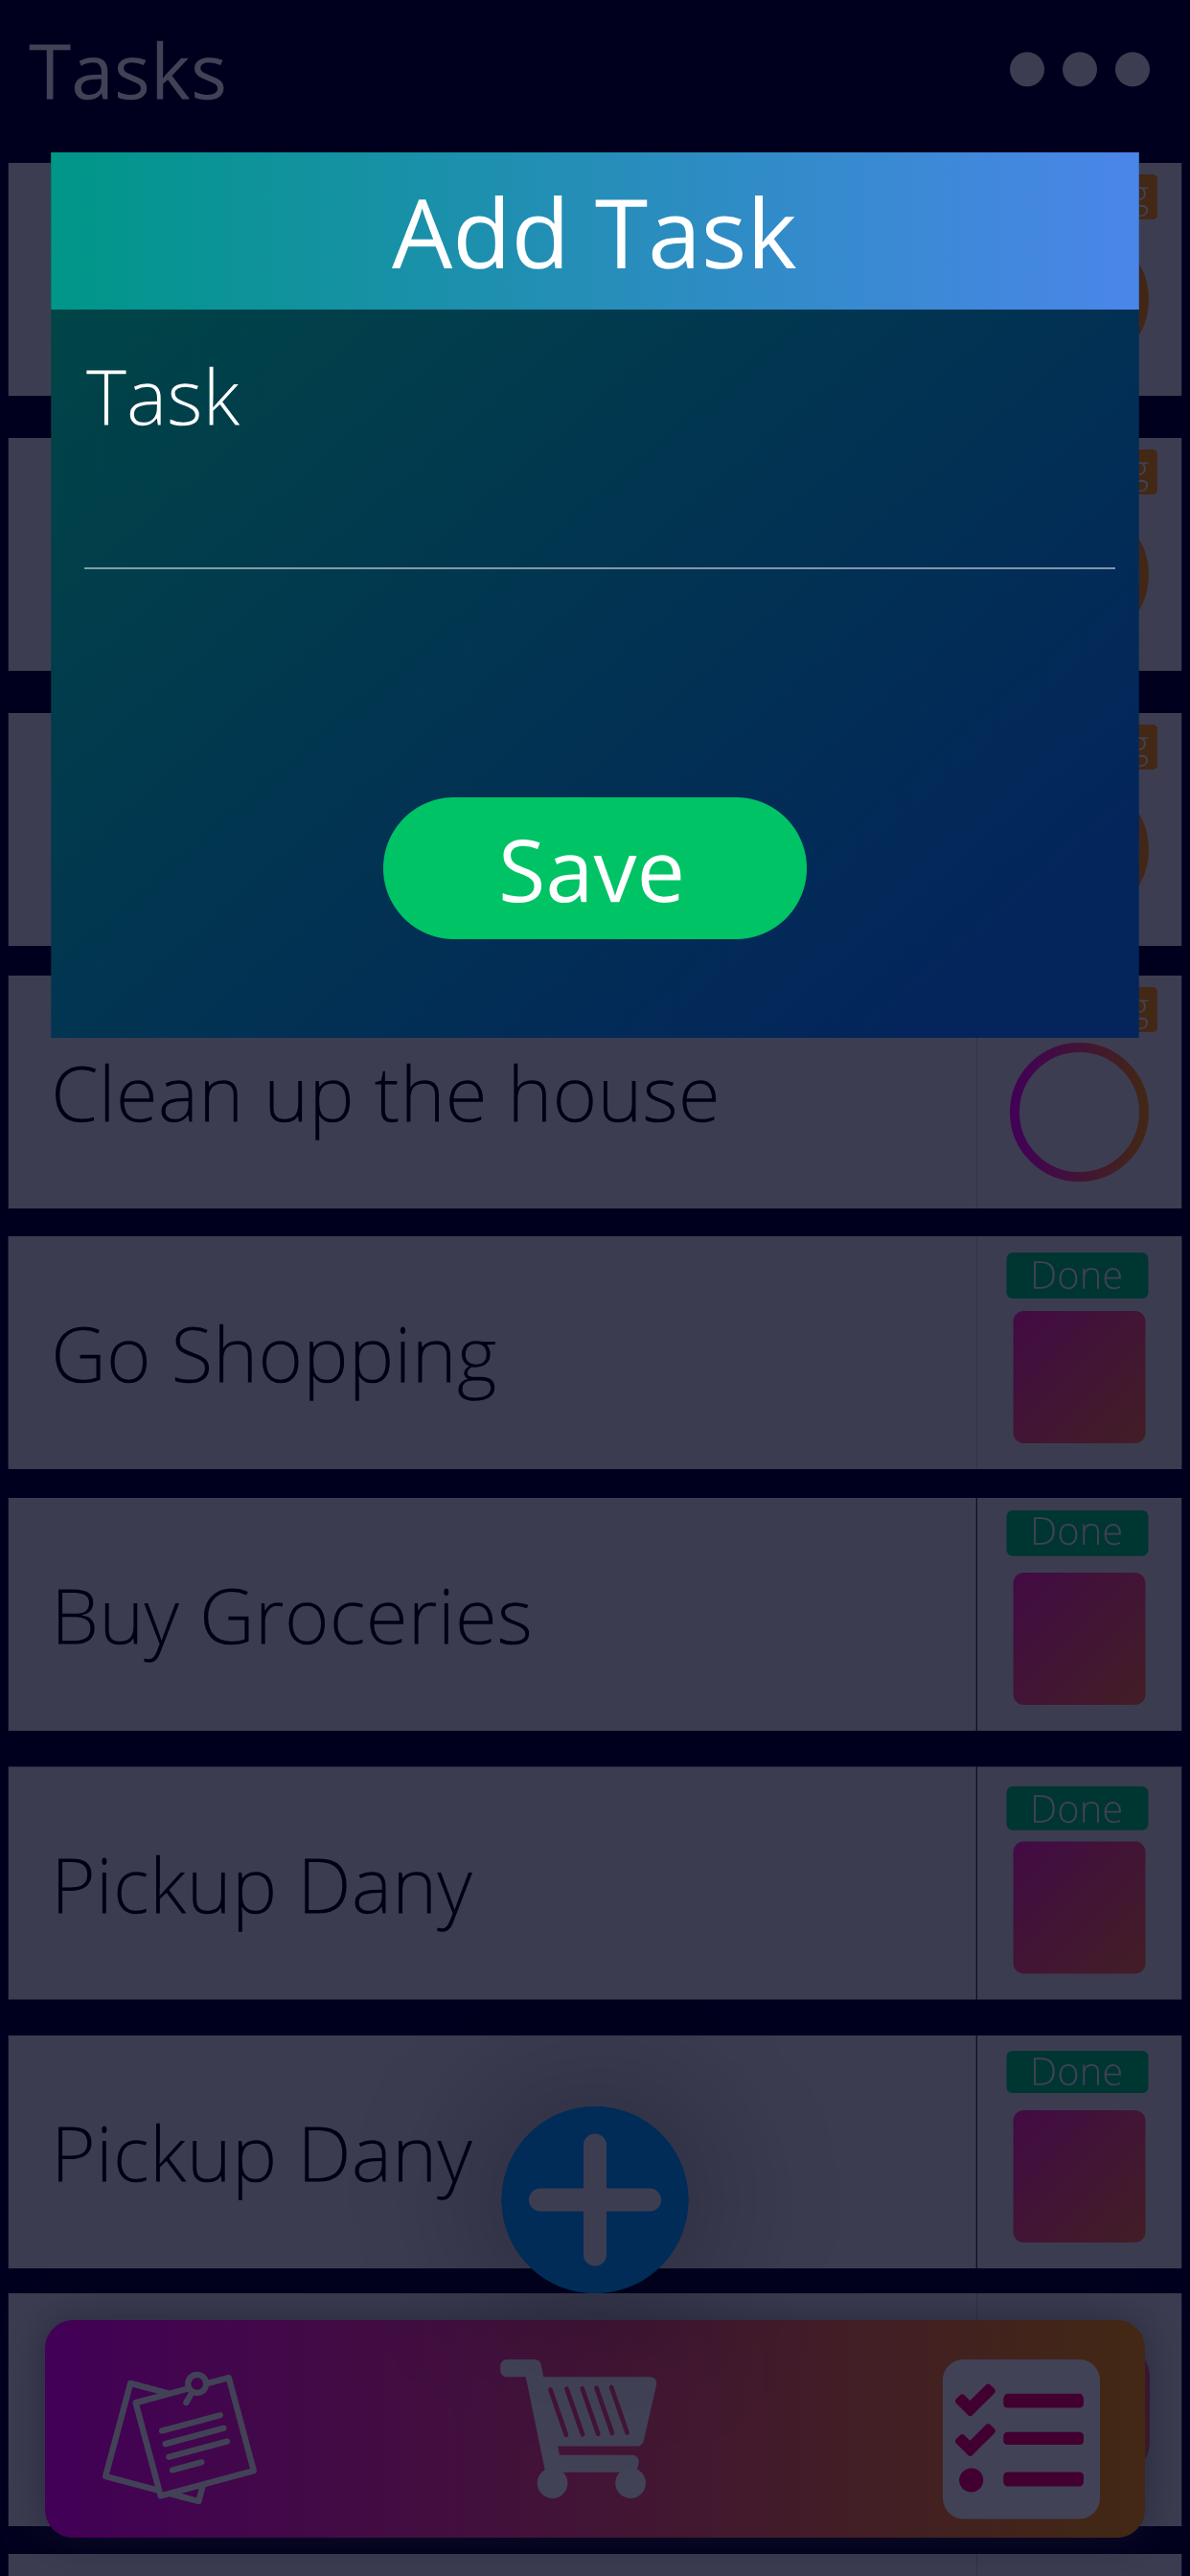 Tasks
Add Task
Task
Save
Clean up the house
Go Shopping
Done
Buy Groceries
Done
Pickup Dany
Done
Pickup Dany
Done